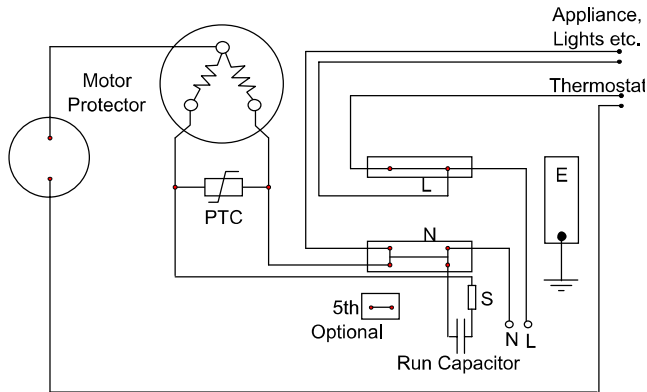 Appliance,
Lights etc.
Motor
Protector
Thermostat
E
L
PTC
N
S
5th
Optional
N L
Run Capacitor